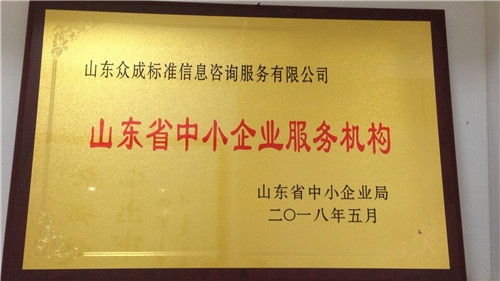 山东众成标准信息咨询服务有限公司
山东省中小企业服务机构
山东省中小企业局
二〇一八年五月